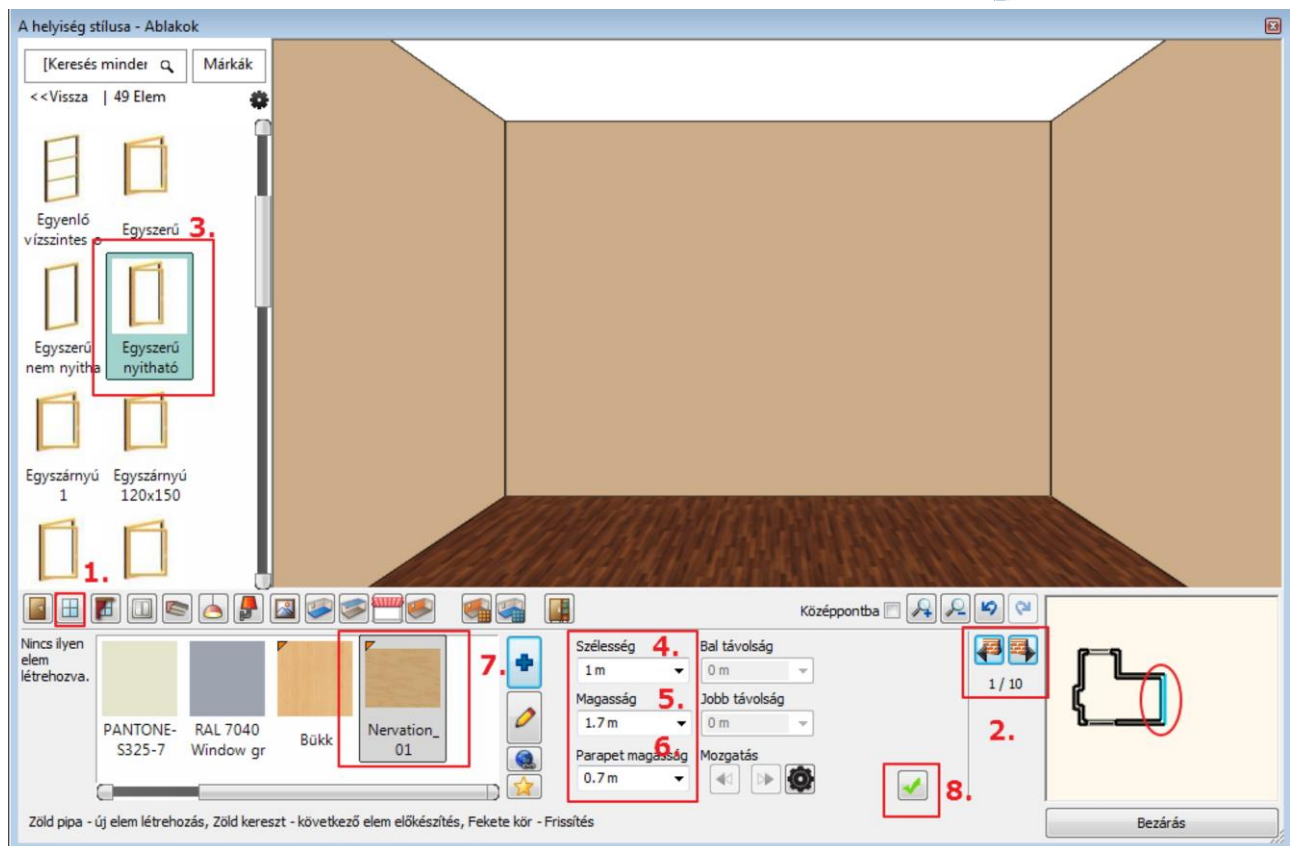 A helyiség stílusa - Ablakok
[Keresés minder
Márkák
<<Vissza | 49 Elem
Egyenlő
vízszintes o
Egyszerű
3.
Egyszerű
nem nyitha
Egyszerű
nyitható
Egyszárnyú
1
Egyszárnyú
120x150
1.
Középpontba
Nincs ilyen
elem
létrehozva.
PANTONE-
S325-7
RAL 7040
Window gr
Bükk
Nervation_
01
7.
Szélesség 4.
1 m
Magasság 5.
1.7 m
Parapet magasság 6.
0.7 m
Bal távolság
0 m
Jobb távolság
0 m
Mozgatás
8.
1 / 10
2.
Zöld pipa - új elem létrehozás, Zöld kereszt - következő elem előkészítés, Fekete kör - Frissítés
Bezárás